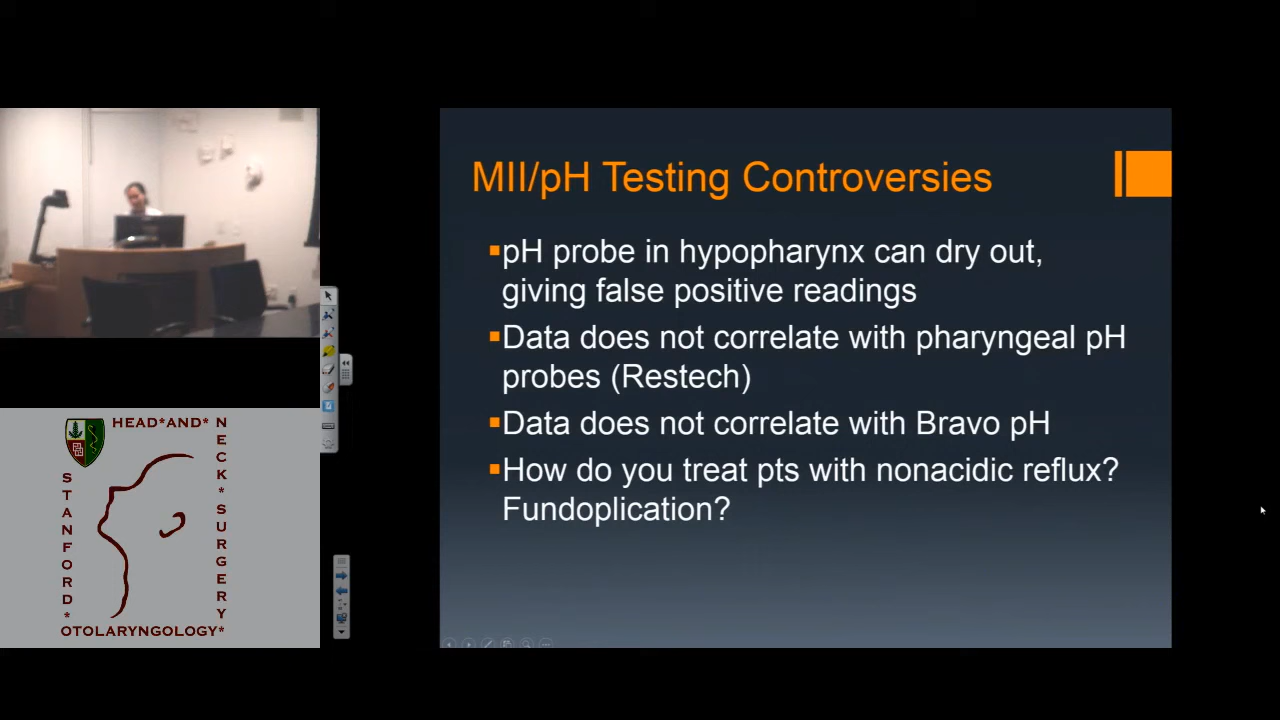 MII/pH Testing Controversies
pH probe in hypopharynx can dry out,
giving false positive readings
Data does not correlate with pharyngeal pH
probes (Restech)
Data does not correlate with Bravo pH
How do you treat pts with nonacidic reflux?
Fundoplication?
HEAD*AND*
NECK*SURGERY
STANFORD*
OTOLARYNGOLOGY*